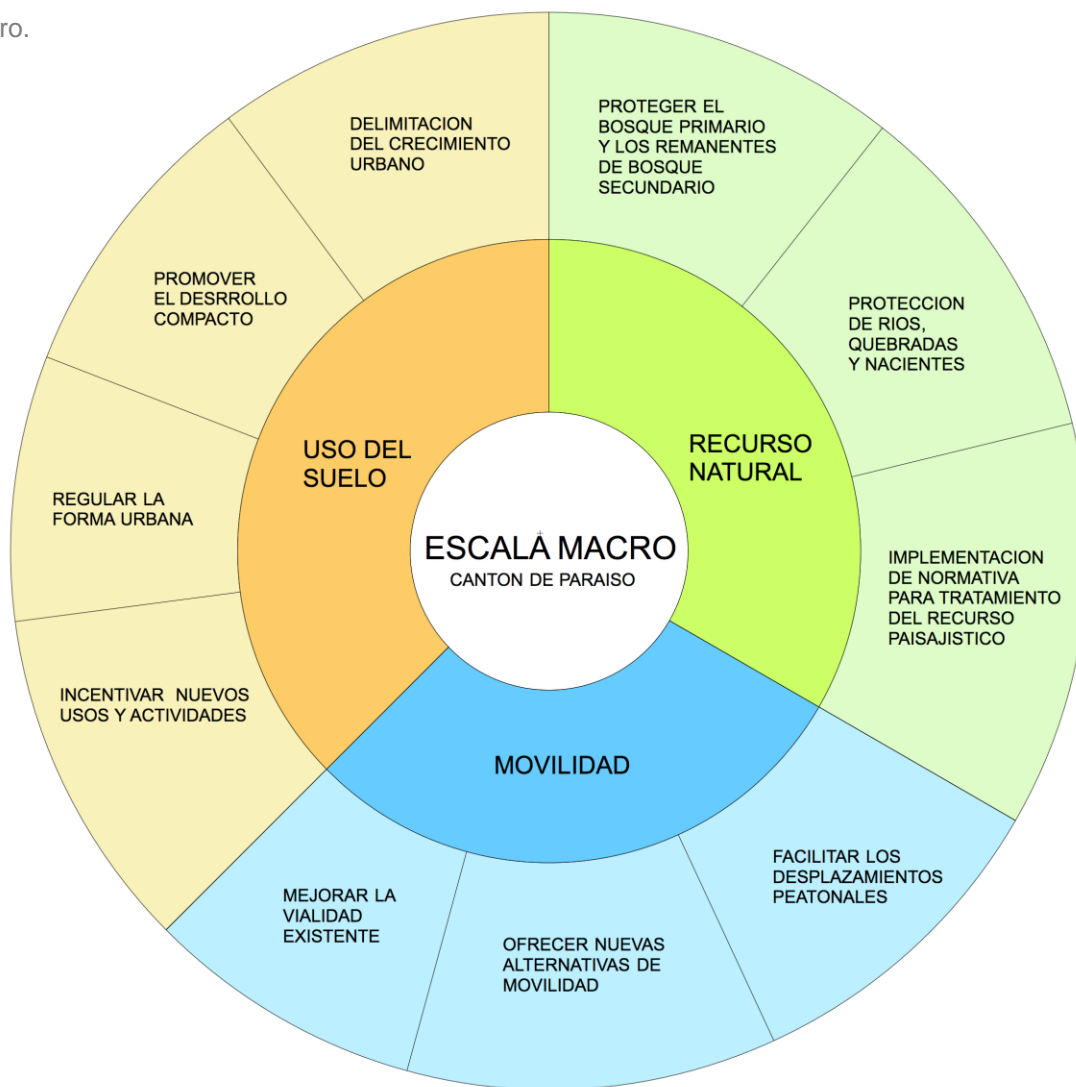 ro.
DELIMITACION
DEL CRECIMIENTO
URBANO
PROTEGER EL
BOSQUE PRIMARIO
Y LOS REMANENTES
DE BOSQUE
SECUNDARIO
PROMOVER
EL DESRROLLO
COMPACTO
PROTECCION
DE RIOS,
QUEBRADAS
Y NACIENTES
USO DEL
SUELO
RECURSO
NATURAL
REGULAR LA
FORMA URBANA
ESCALA MACRO
CANTON DE PARAISO
IMPLEMENTACION
DE NORMATIVA
PARA TRATAMIENTO
DEL RECURSO
PAISAJISTICO
INCENTIVAR NUEVOS
USOS Y ACTIVIDADES
MOVILIDAD
MEJORAR LA
VIALIDAD
EXISTENTE
OFRECER NUEVAS
ALTERNATIVAS DE
MOVILIDAD
FACILITAR LOS
DESPLAZAMIENTOS
PEATONALES